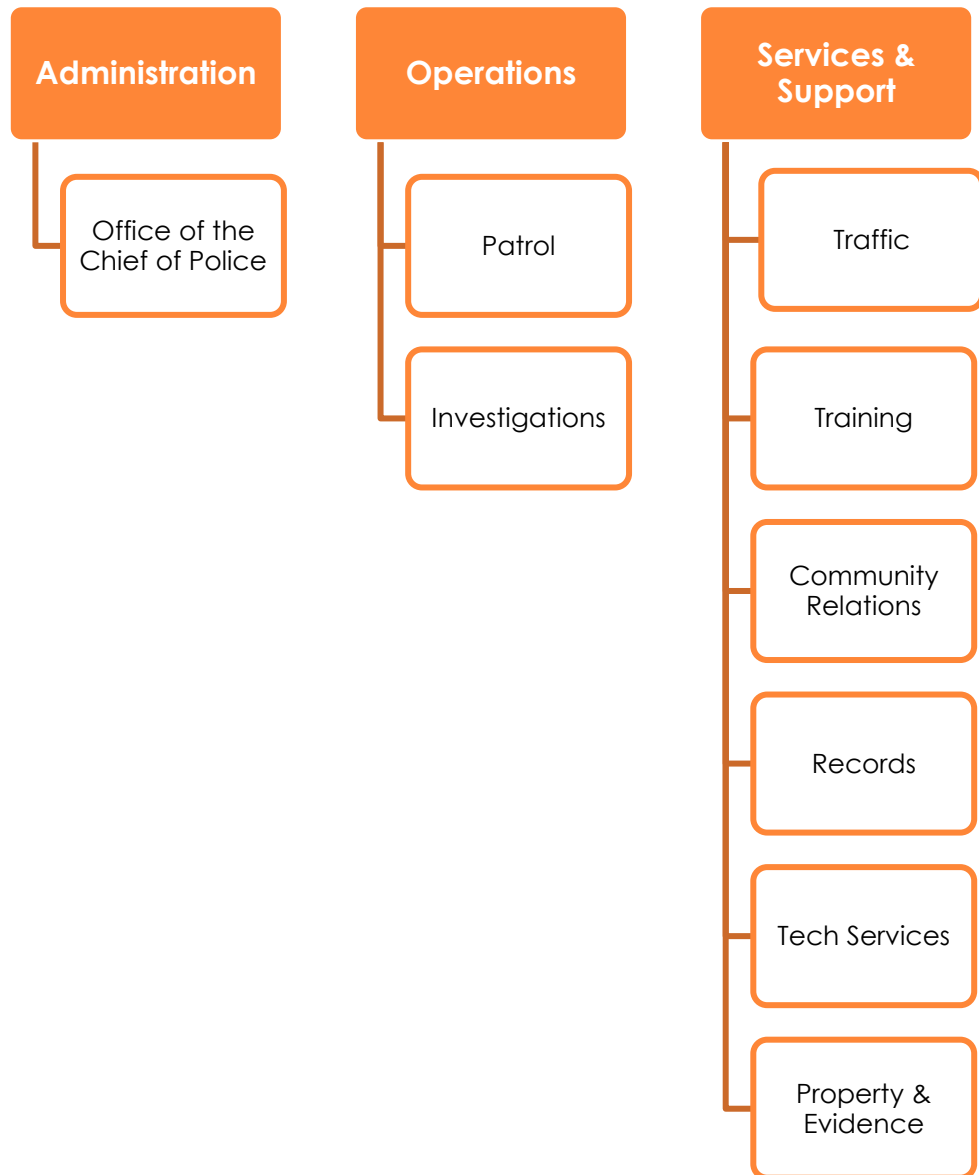 Administration
Office of the
Chief of Police
Operations
Patrol
Investigations
Services &
Support
Traffic
Training
Community
Relations
Records
Tech Services
Property &
Evidence